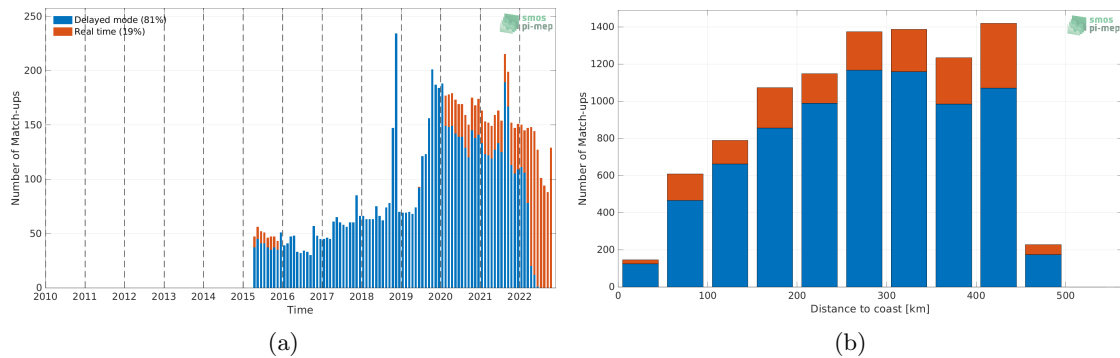 250
200
150
100
50
0
Number of Match-ups
Delayed mode (81%)
Real time (19%)
smos
pi-mep
2010 2011 2012 2013 2014 2015 2016 2017 2018 2019 2020 2021 2022
Time
(a)
1400
1200
1000
800
600
400
200
0
Number of Match-ups
smos
pi-mep
0 100 200 300 400 500
Distance to coast [km]
(b)